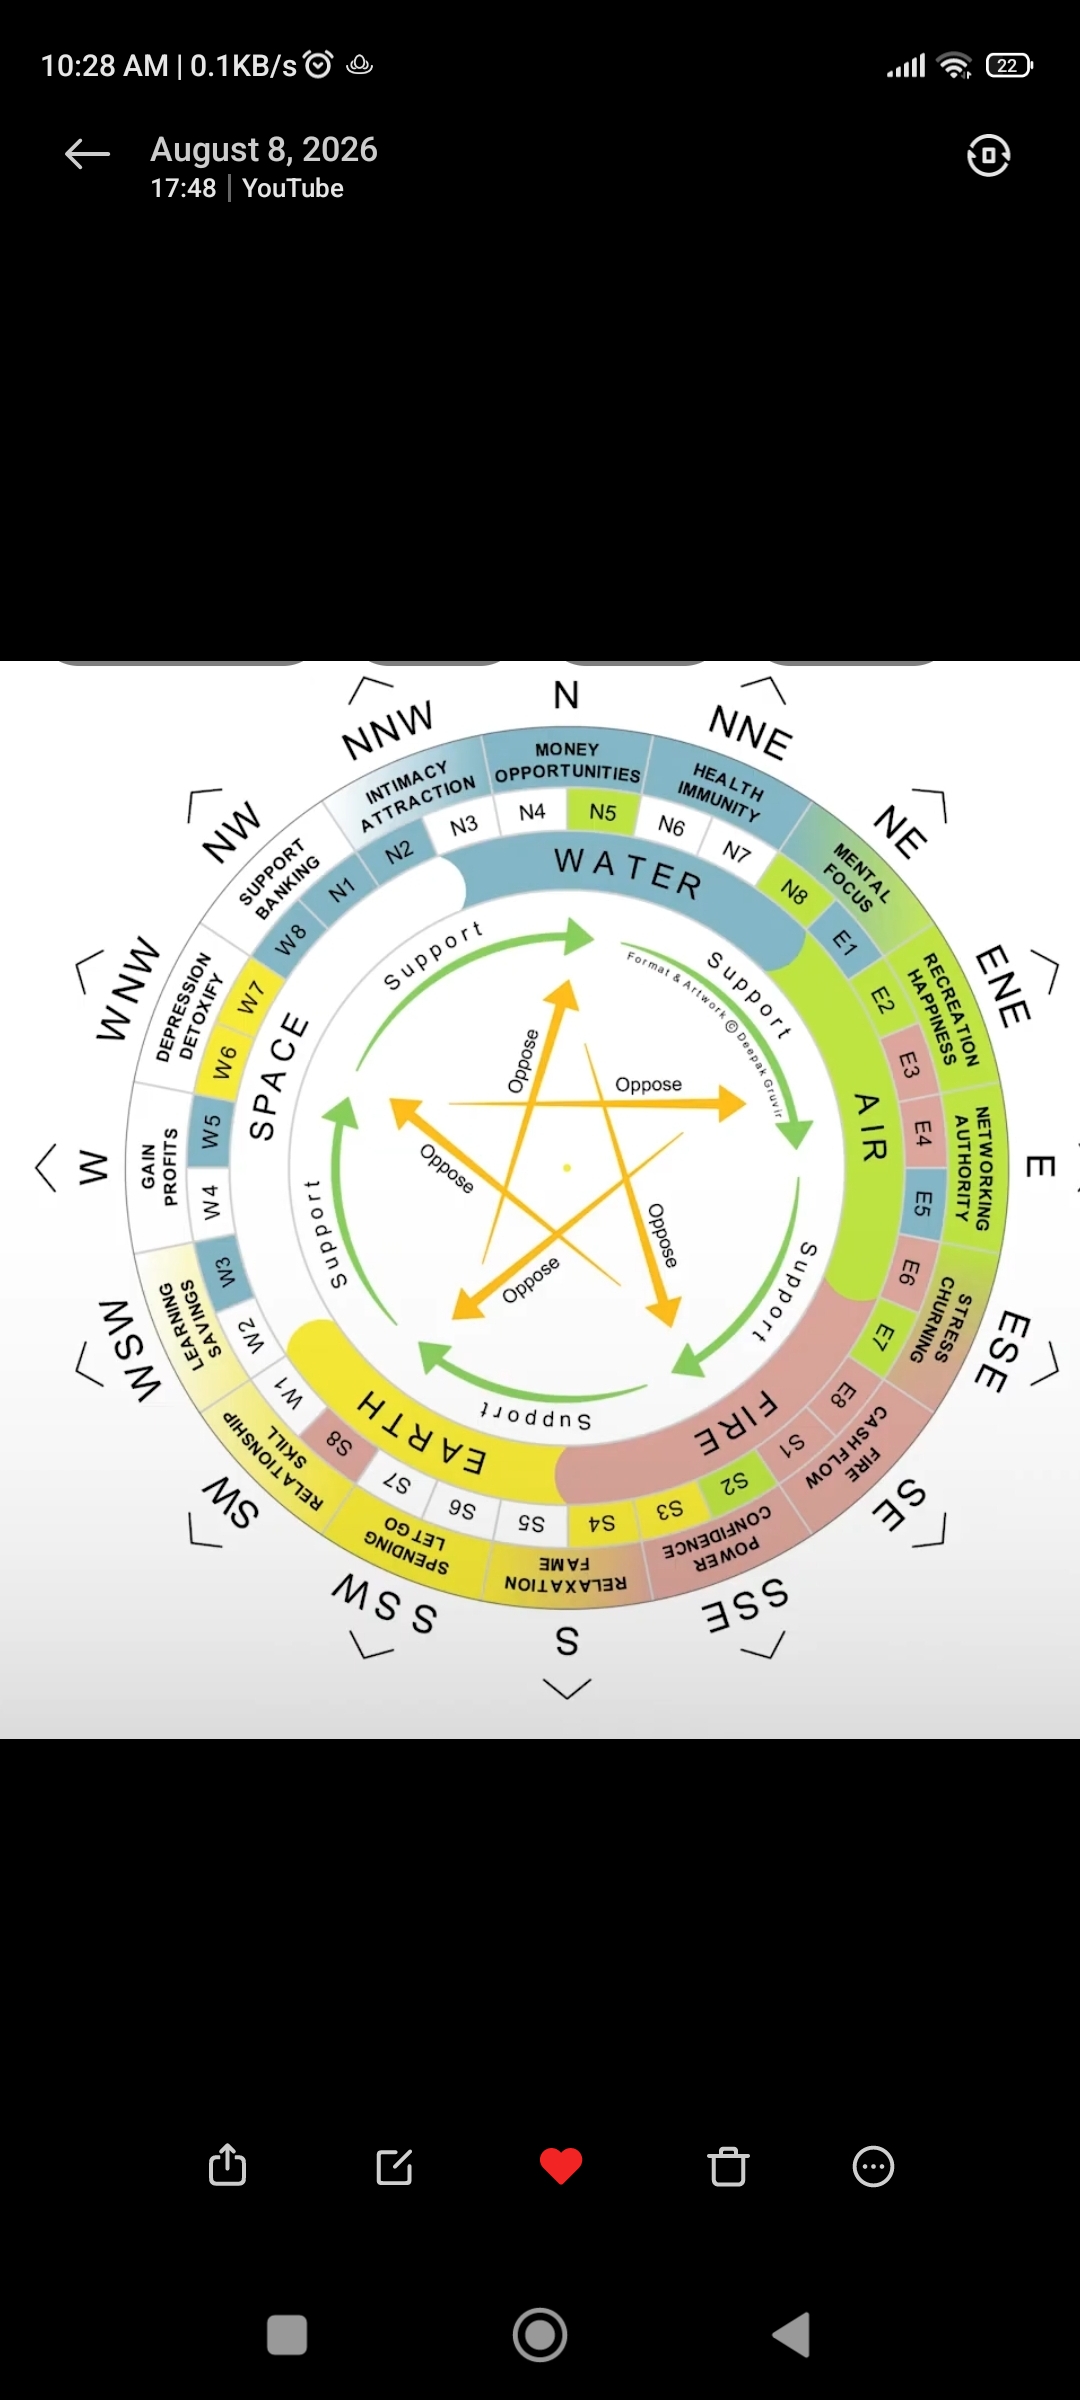 10:28 AM | 0.1KB/s
22
August 8, 2026
17:48 | YouTube
N
NNE
NE
ENE
E
ESE
SE
SSE
S
SSW
SW
WSW
W
WNW
NW
NNW
MONEY
OPPORTUNITIES
HEALTH
IMMUNITY
MENTAL
FOCUS
RECREATION
HAPPINESS
NETWORKING
AUTHORITY
STRESS
CHURNING
FIRE
CASH FLOW
POWER
CONFIDENCE
RELAXATION
FAME
SPENDING
LET GO
RELATIONSHIP
SKILL
LEARNING
SAVINGS
GAIN
PROFITS
DEPRESSION
DETOXIFY
SUPPORT
BANKING
INTIMACY
ATTRACTION
N1
N2
N3
N4
N5
N6
N7
N8
E1
E2
E3
E4
E5
E6
E7
E8
S1
S2
S3
S4
S5
S6
S7
S8
W1
W2
W3
W4
W5
W6
W7
W8
WATER
AIR
FIRE
EARTH
SPACE
Support
Support
Support
Support
Support
Format & Artwork © Deepak Gruvir
Oppose
Oppose
Oppose
Oppose
Oppose